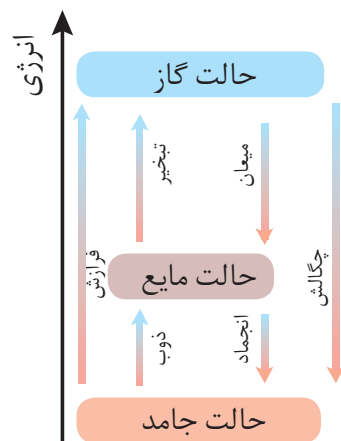 انرژی
حالت گاز
تبخیر
میعان
فرازش
چگالش
حالت مایع
ذوب
انجماد
حالت جامد